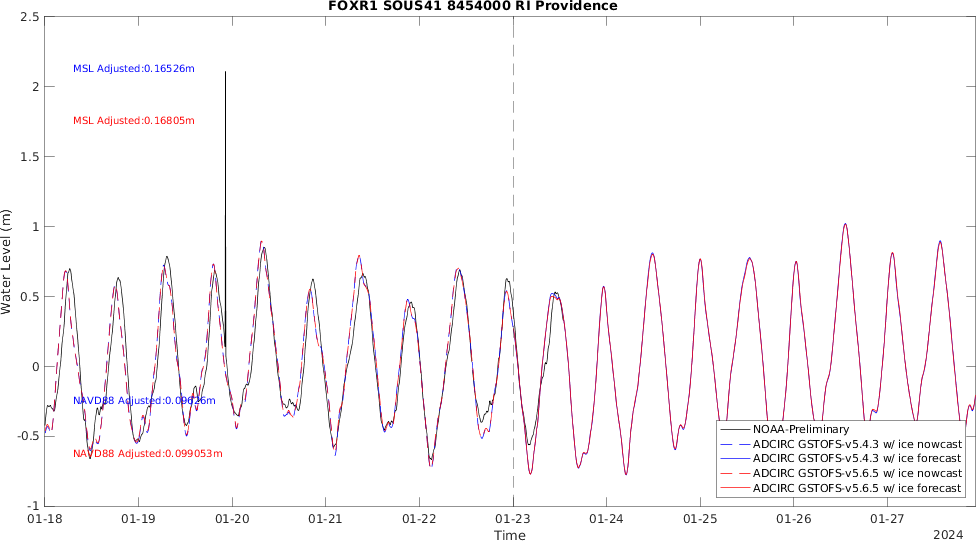 FOXR1 SOUS41 8454000 RI Providence
2.5
2
1.5
1
0.5
0
-0.5
-1
Water Level (m)
MSL Adjusted:0.16526m
MSL Adjusted:0.16805m
NAVD88 Adjusted:0.09626m
NAVD88 Adjusted:0.099053m
NOAA-Preliminary
ADCIRC GSTOFS-v5.4.3 w/ ice nowcast
ADCIRC GSTOFS-v5.4.3 w/ ice forecast
ADCIRC GSTOFS-v5.6.5 w/ ice nowcast
ADCIRC GSTOFS-v5.6.5 w/ ice forecast
01-18 01-19 01-20 01-21 01-22 01-23 01-24 01-25 01-26 01-27
Time
2024